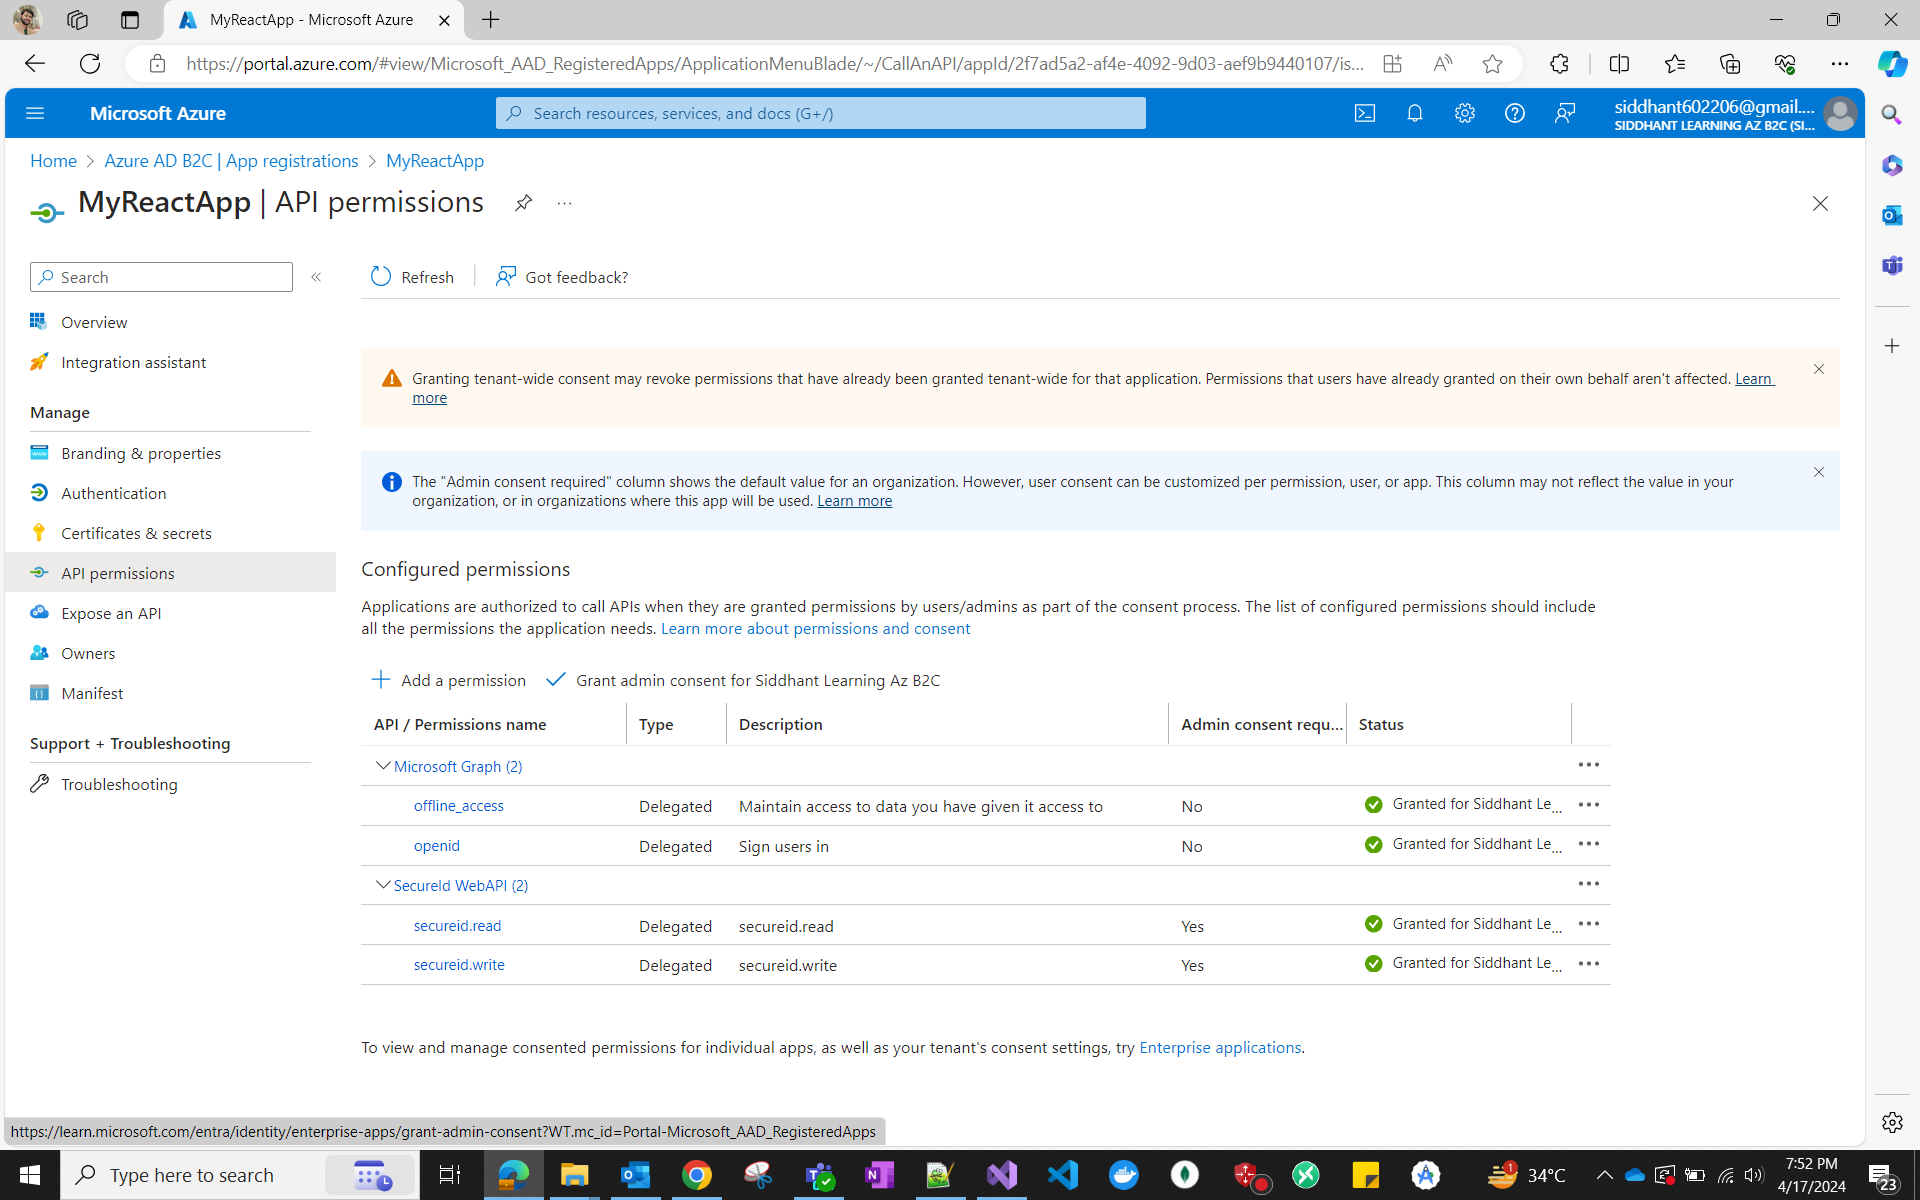 MyReactApp - Microsoft Azure
https://portal.azure.com/#view/Microsoft_AAD_RegisteredApps/ApplicationMenuBlade/~/CallAnAPI/appId/2f7ad5a2-af4e-4092-9d03-aef9b9440107/is...
Microsoft Azure
Search resources, services, and docs (G+/)
siddhant602206@gmail....
SIDDHANT LEARNING AZ B2C (SI...
Home > Azure AD B2C | App registrations > MyReactApp
MyReactApp | API permissions
Search
Refresh
Got feedback?
Overview
Integration assistant
Manage
Branding & properties
Authentication
Certificates & secrets
API permissions
Expose an API
Owners
Manifest
Support + Troubleshooting
Troubleshooting
Granting tenant-wide consent may revoke permissions that have already been granted tenant-wide for that application. Permissions that users have already granted on their own behalf aren't affected. Learn
more
The "Admin consent required" column shows the default value for an organization. However, user consent can be customized per permission, user, or app. This column may not reflect the value in your
organization, or in organizations where this app will be used. Learn more
Configured permissions
Applications are authorized to call APIs when they are granted permissions by users/admins as part of the consent process. The list of configured permissions should include
all the permissions the application needs. Learn more about permissions and consent
Add a permission
Grant admin consent for Siddhant Learning Az B2C
API / Permissions name Type Description Admin consent requ... Status
Microsoft Graph (2)
offline_access Delegated Maintain access to data you have given it access to No Granted for Siddhant Le...
openid Delegated Sign users in No Granted for Siddhant Le...
SecureId WebAPI (2)
secureid.read Delegated secureid.read Yes Granted for Siddhant Le...
secureid.write Delegated secureid.write Yes Granted for Siddhant Le...
To view and manage consented permissions for individual apps, as well as your tenant's consent settings, try Enterprise applications.
https://learn.microsoft.com/entra/identity/enterprise-apps/grant-admin-consent?WT.mc_id=Portal-Microsoft_AAD_RegisteredApps
Type here to search
1
34°C
7:52 PM
4/17/2024
23